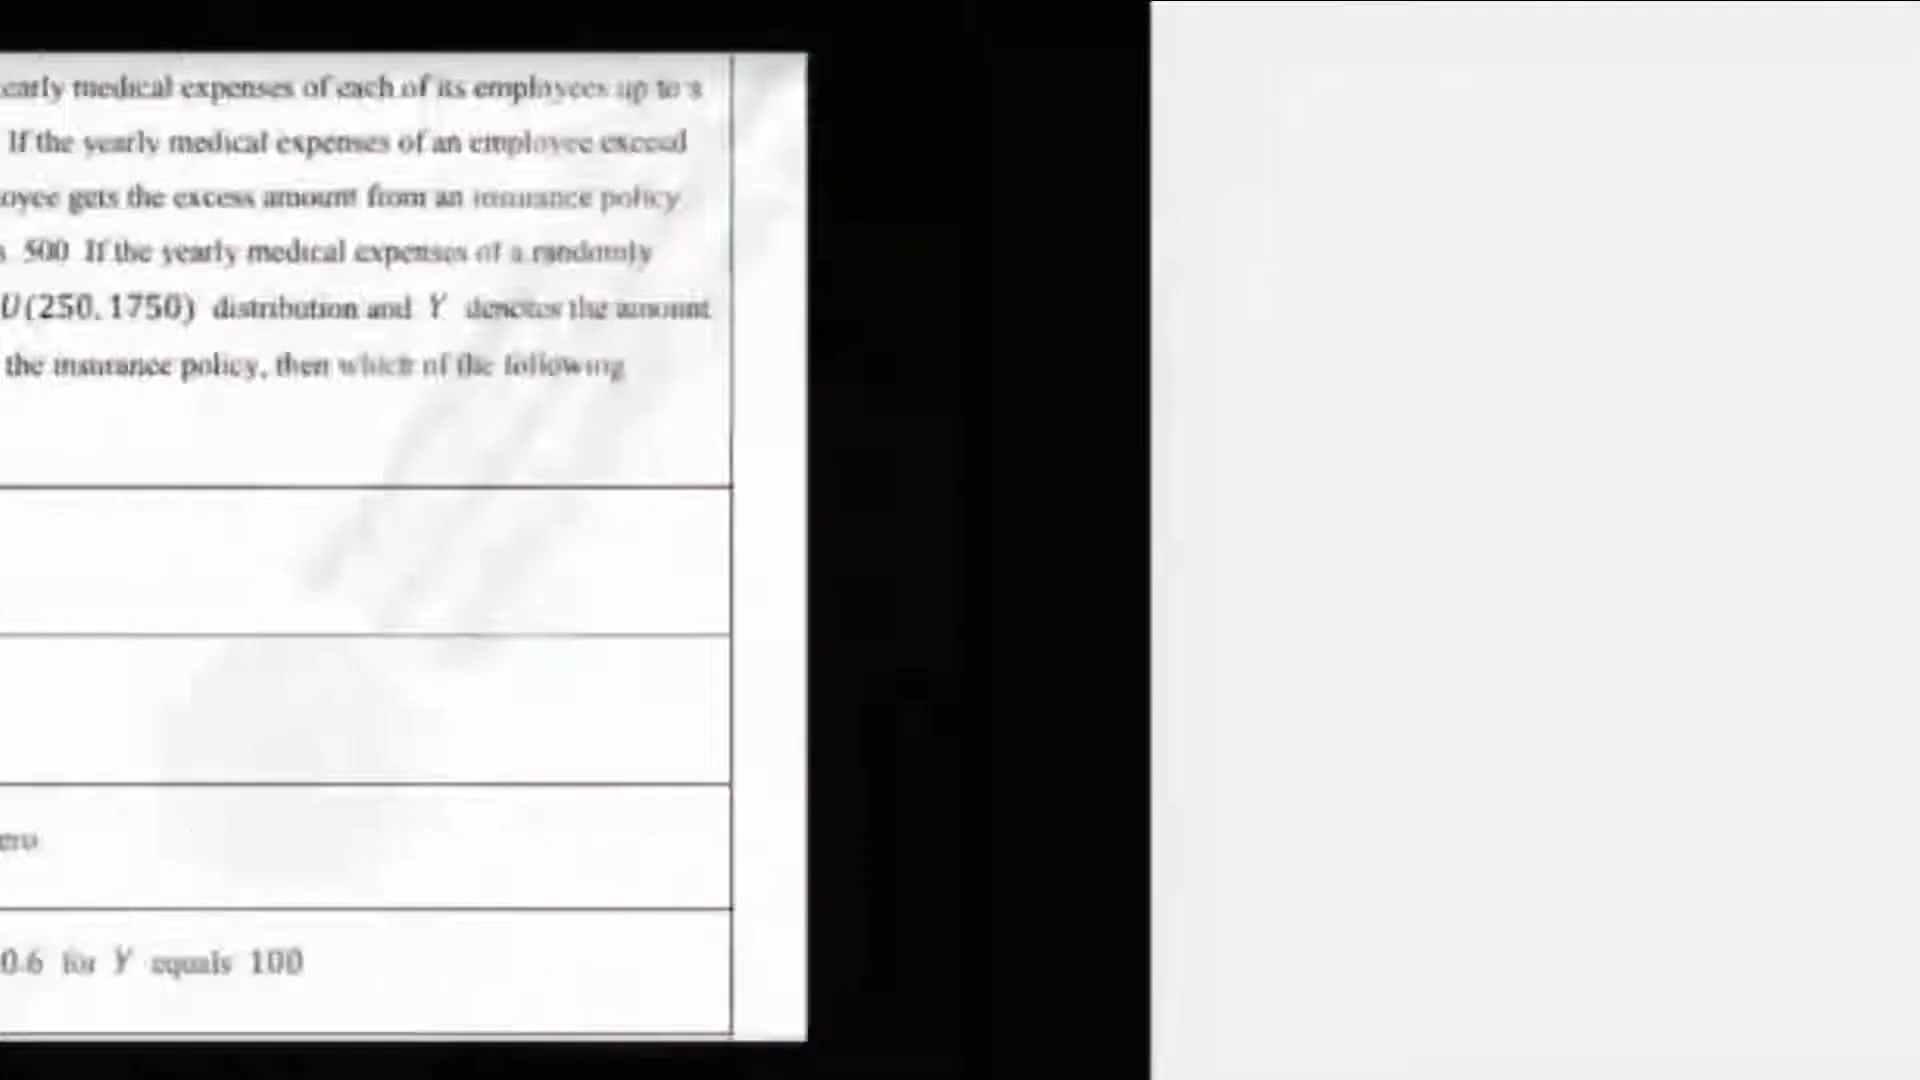 early medical expenses of each of its employees up to a
If the yearly medical expenses of an employee exceed
oyee gets the excess amount from an insurance policy
s 500 If the yearly medical expenses of a randomly
U(250, 1750) distribution and Y denotes the amount
the insurance policy, then which of the following
ero
0.6 for Y equals 100